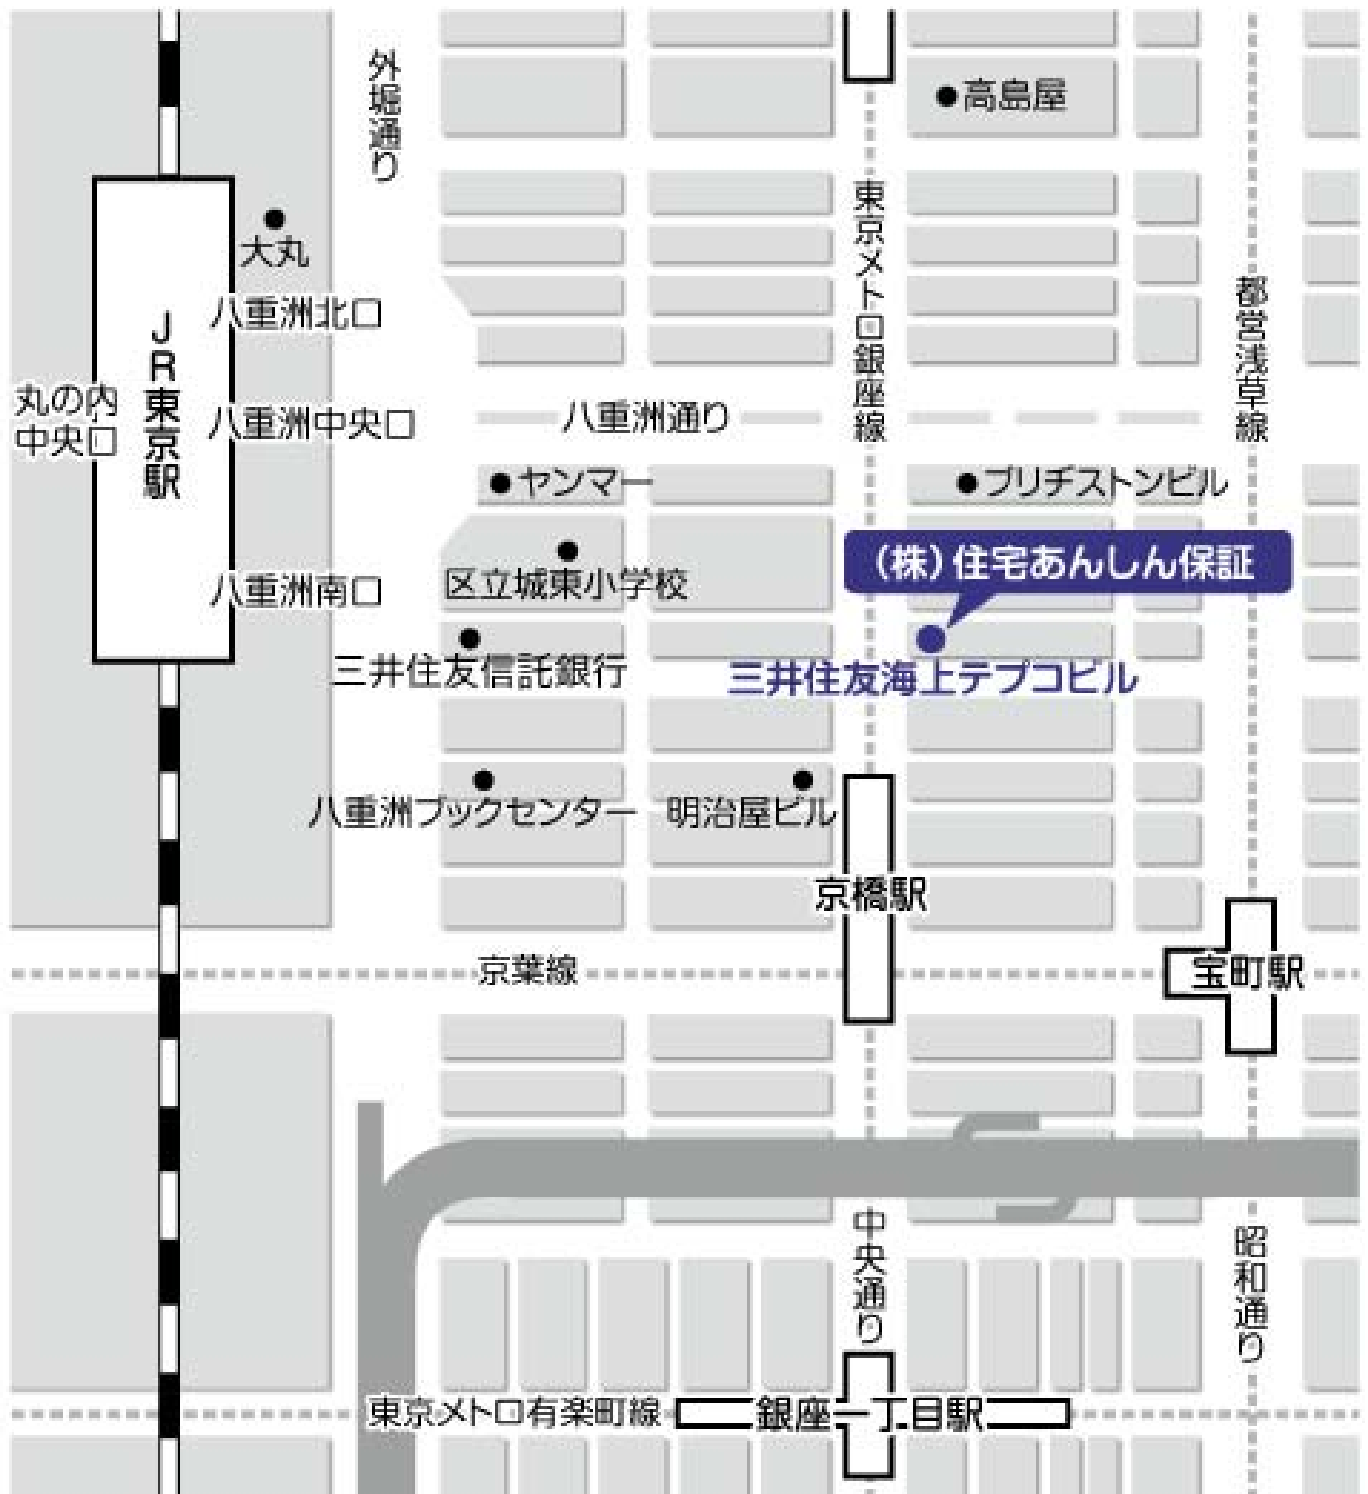 外堀通り
高島屋
大丸
東京メトロ銀座線
都営浅草線
八重洲北口
JR東京駅
丸の内
中央口
八重洲中央口
八重洲通り
ヤンマー
ブリヂストンビル
(株)住宅あんしん保証
区立城東小学校
八重洲南口
三井住友信託銀行
三井住友海上テプコビル
八重洲ブックセンター
明治屋ビル
京橋駅
京葉線
宝町駅
中央通り
昭和通り
東京メトロ有楽町線
銀座一丁目駅